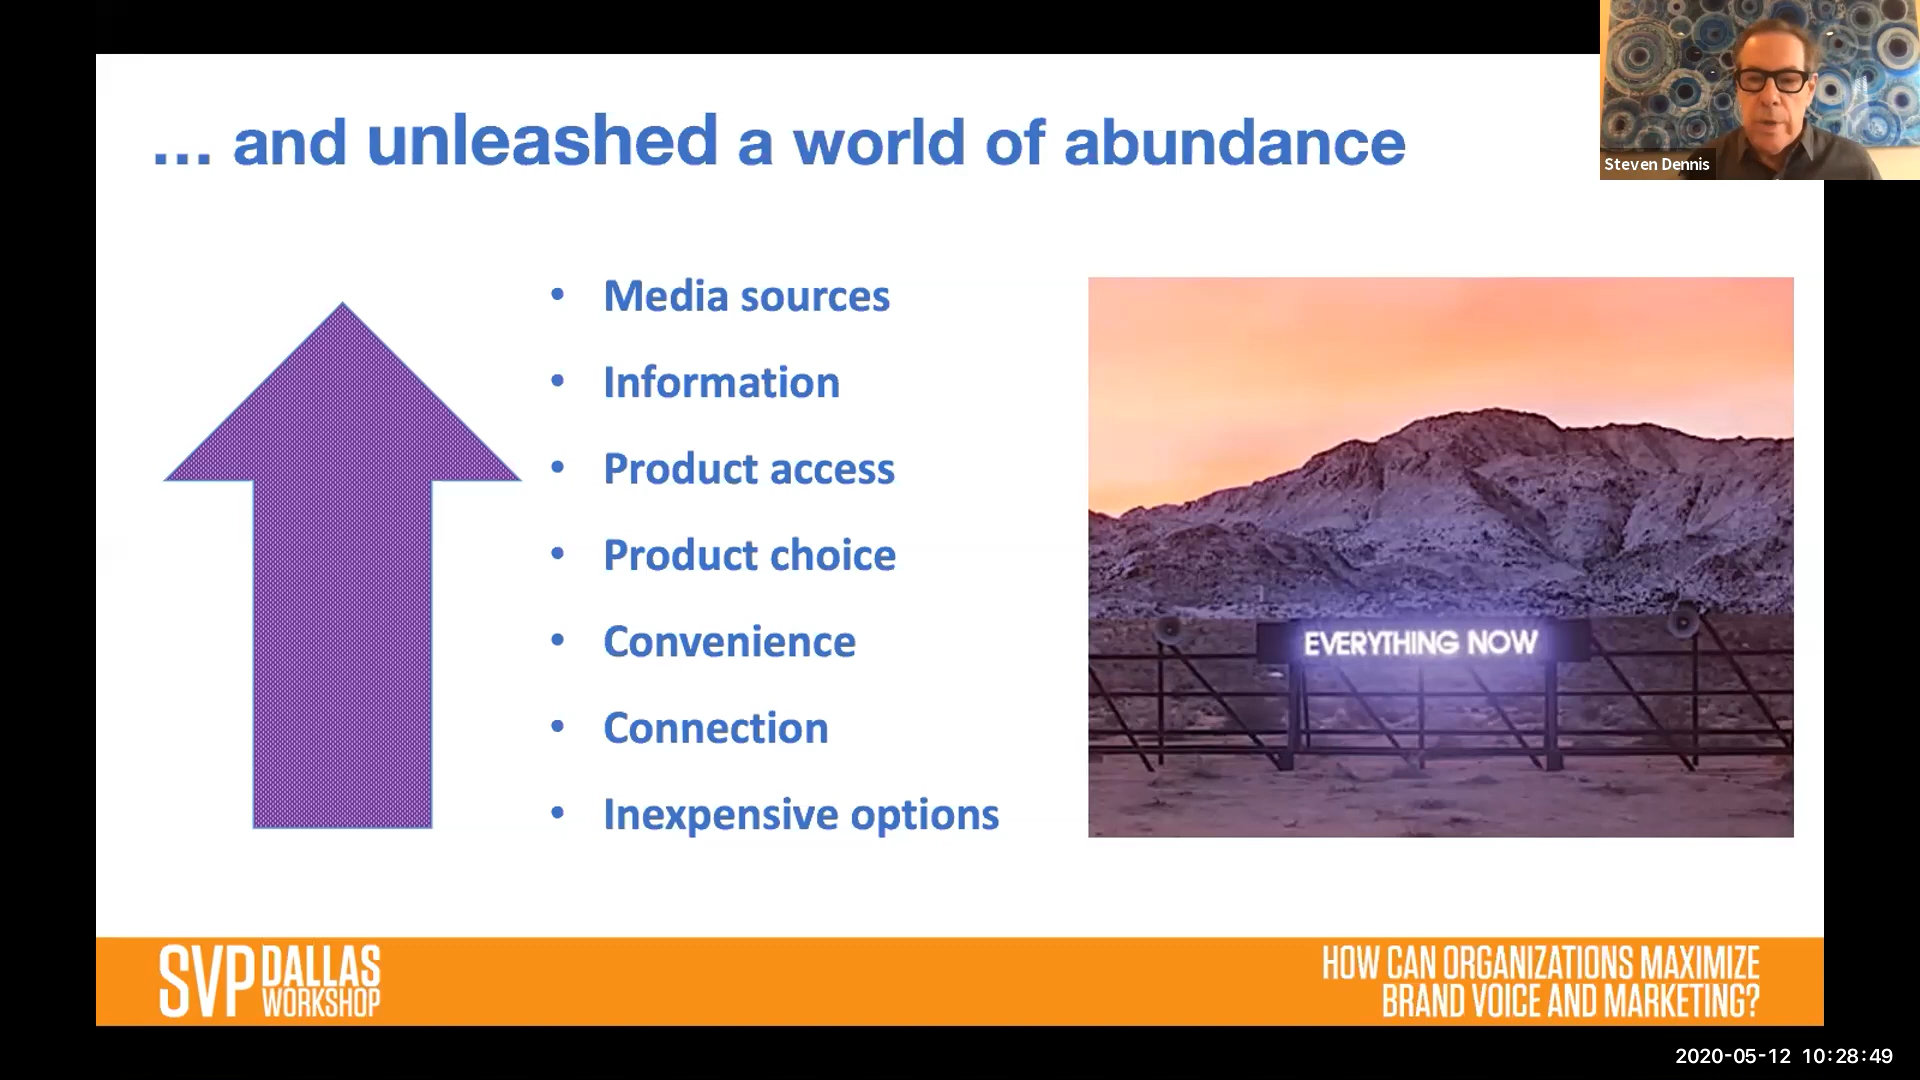 ... and unleashed a world of abundance
Steven Dennis
• Media sources
• Information
• Product access
• Product choice
• Convenience
• Connection
• Inexpensive options
EVERYTHING NOW
SVP DALLAS
WORKSHOP
HOW CAN ORGANIZATIONS MAXIMIZE
BRAND VOICE AND MARKETING?
2020-05-12 10:28:49